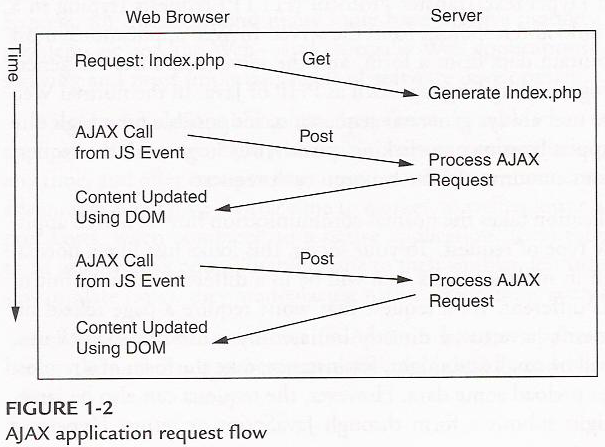 Web Browser Server
Time
Request: Index.php Get
Generate Index.php
AJAX Call Post
from JS Event
Process AJAX
Request
Content Updated
Using DOM
AJAX Call Post
from JS Event
Process AJAX
Request
Content Updated
Using DOM
FIGURE 1-2
AJAX application request flow